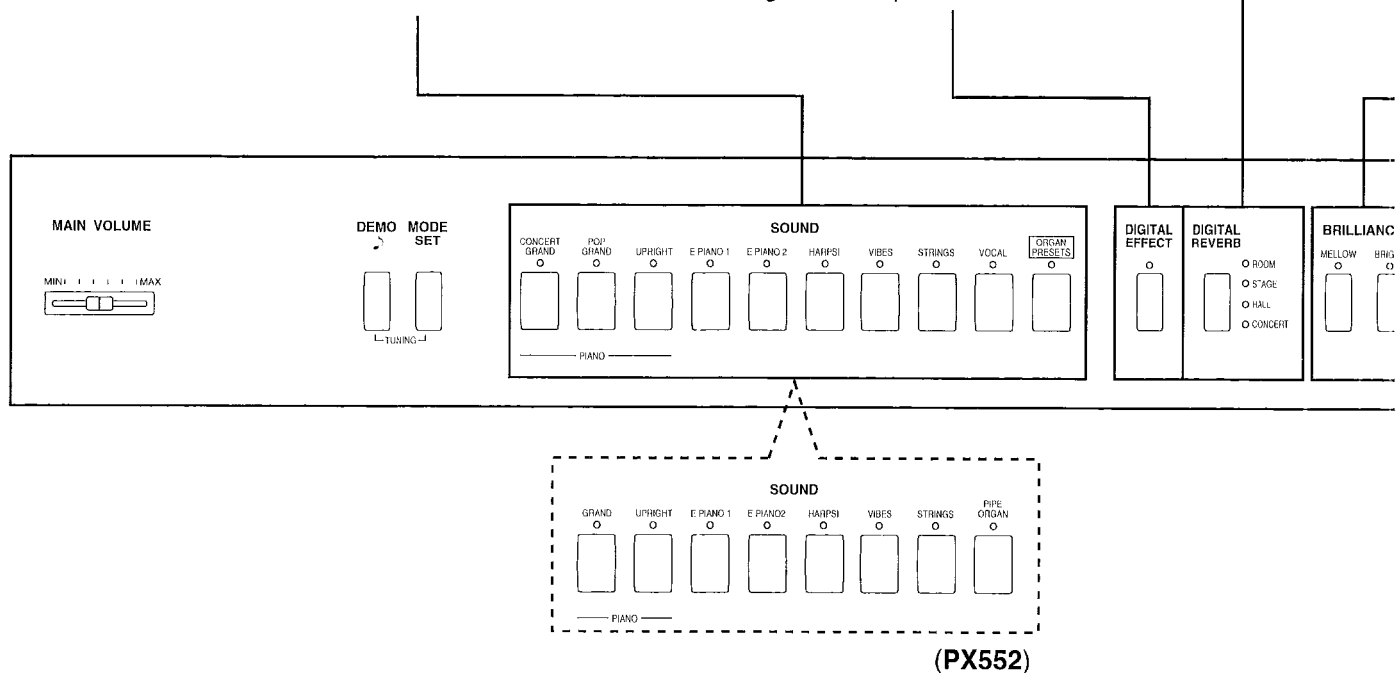 MAIN VOLUME
MIN MAX
DEMO MODE SET
TUNING
SOUND
CONCERT GRAND
POP GRAND
UPRIGHT
E PIANO 1
E PIANO 2
HARPSI
VIBES
STRINGS
VOCAL
ORGAN PRESETS
PIANO
DIGITAL EFFECT
DIGITAL REVERB
ROOM
STAGE
HALL
CONCERT
BRILLIANC
MELLOW BRIG
SOUND
GRAND
UPRIGHT
E PIANO 1
E PIANO2
HARPSI
VIBES
STRINGS
PIPE ORGAN
PIANO
(PX552)